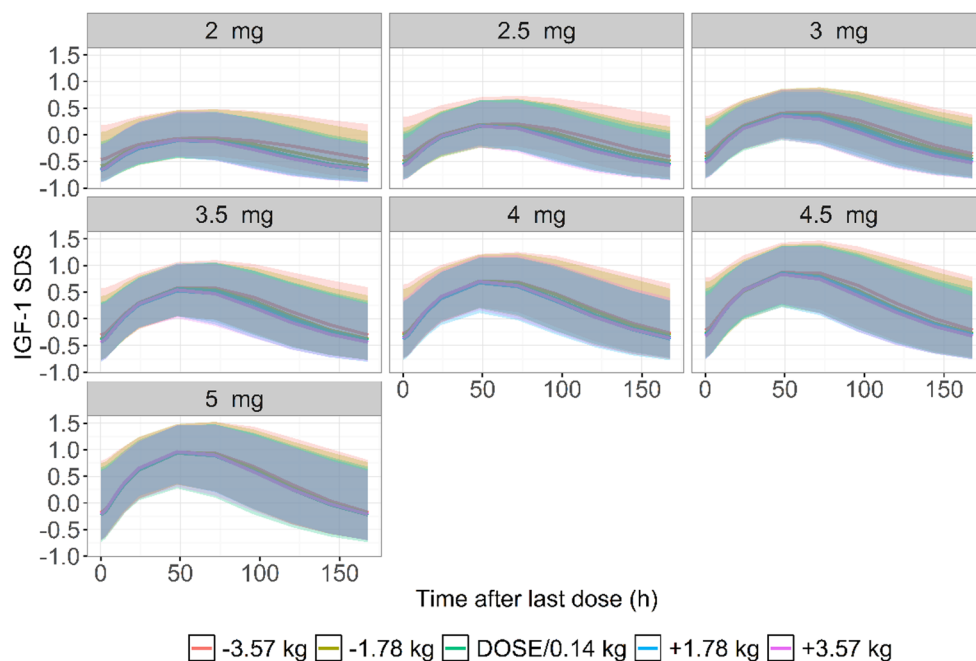 2 mg
2.5 mg
3 mg
1.5
1.0
0.5
0.0
-0.5
-1.0
3.5 mg
4 mg
4.5 mg
1.5
1.0
0.5
0.0
-0.5
-1.0
IGF-1 SDS
0 50 100 150
0 50 100 150
5 mg
1.5
1.0
0.5
0.0
-0.5
-1.0
0 50 100 150
Time after last dose (h)
-3.57 kg -1.78 kg DOSE/0.14 kg +1.78 kg +3.57 kg